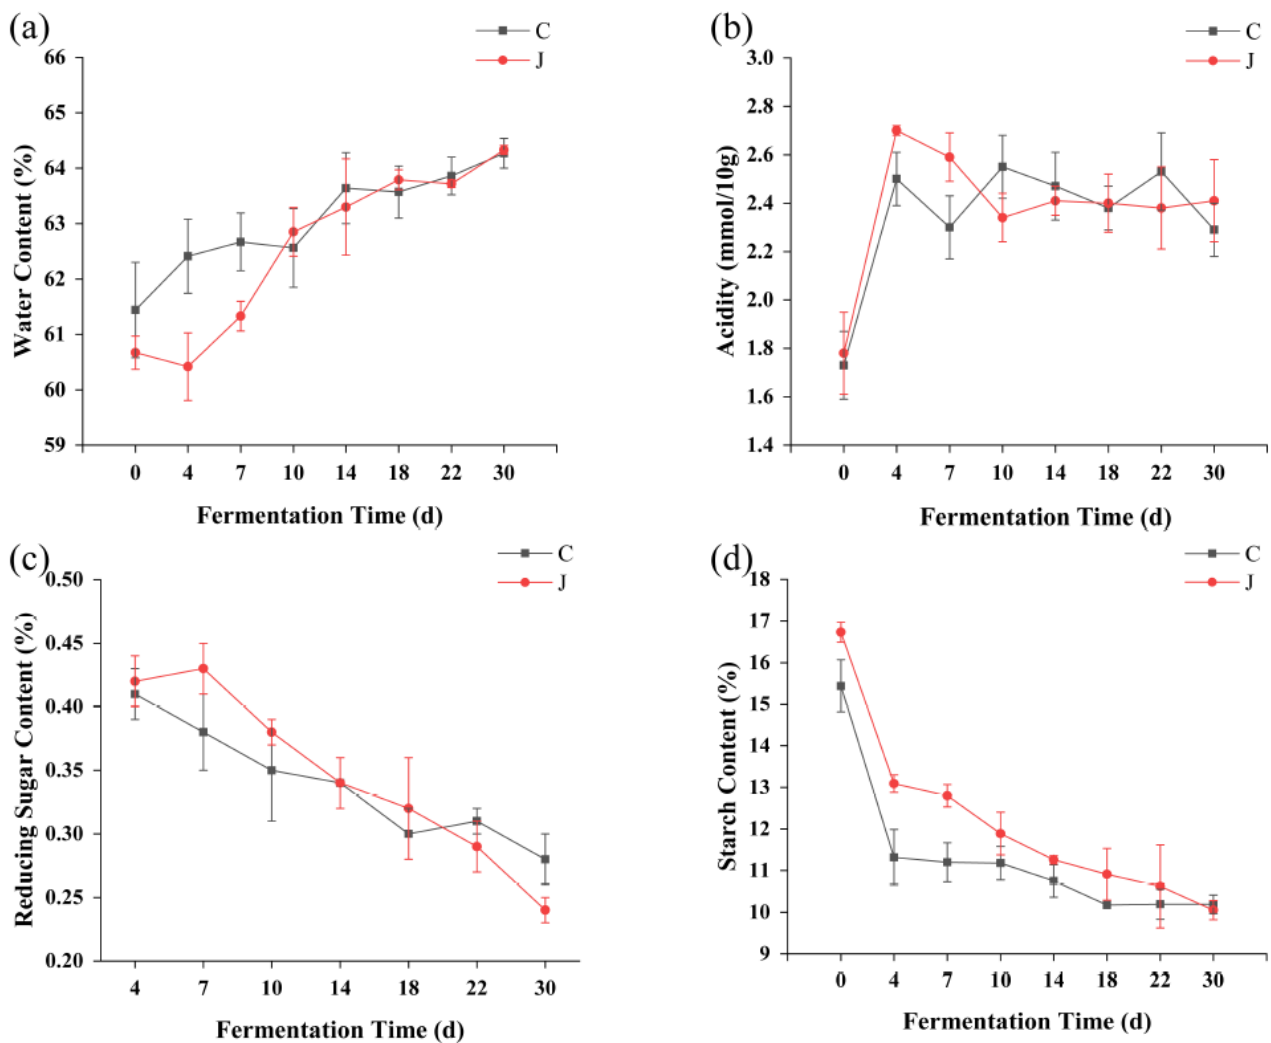 (a)
C
J
66
65
64
63
62
61
60
59
Water Content (%)
0 4 7 10 14 18 22 30
Fermentation Time (d)
(b)
C
J
3.0
2.8
2.6
2.4
2.2
2.0
1.8
1.6
1.4
Acidity (mmol/10g)
0 4 7 10 14 18 22 30
Fermentation Time (d)
(c)
C
J
0.50
0.45
0.40
0.35
0.30
0.25
0.20
Reducing Sugar Content (%)
4 7 10 14 18 22 30
Fermentation Time (d)
(d)
C
J
18
17
16
15
14
13
12
11
10
9
Starch Content (%)
0 4 7 10 14 18 22 30
Fermentation Time (d)